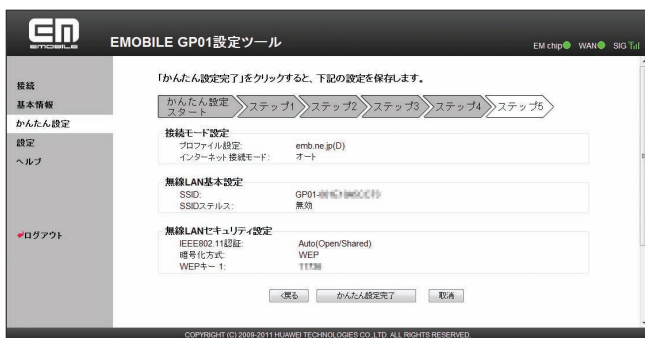 EM
EMOBILE
EMOBILE GP01設定ツール
EM chip WAN SIG
接続
基本情報
かんたん設定
設定
ヘルプ
ログアウト
「かんたん設定完了」をクリックすると、下記の設定を保存します。
かんたん設定スタート ステップ1 ステップ2 ステップ3 ステップ4 ステップ5
接続モード設定
プロファイル設定: emb.ne.jp(D)
インターネット接続モード: オート
無線LAN基本設定
SSID: GP01-
SSIDステルス: 無効
無線LANセキュリティ設定
IEEE802.11認証: Auto(Open/Shared)
暗号化方式: WEP
WEPキー 1:
<戻る かんたん設定完了 取消
COPYRIGHT (C) 2009-2011 HUAWEI TECHNOLOGIES CO.,LTD. ALL RIGHTS RESERVED.